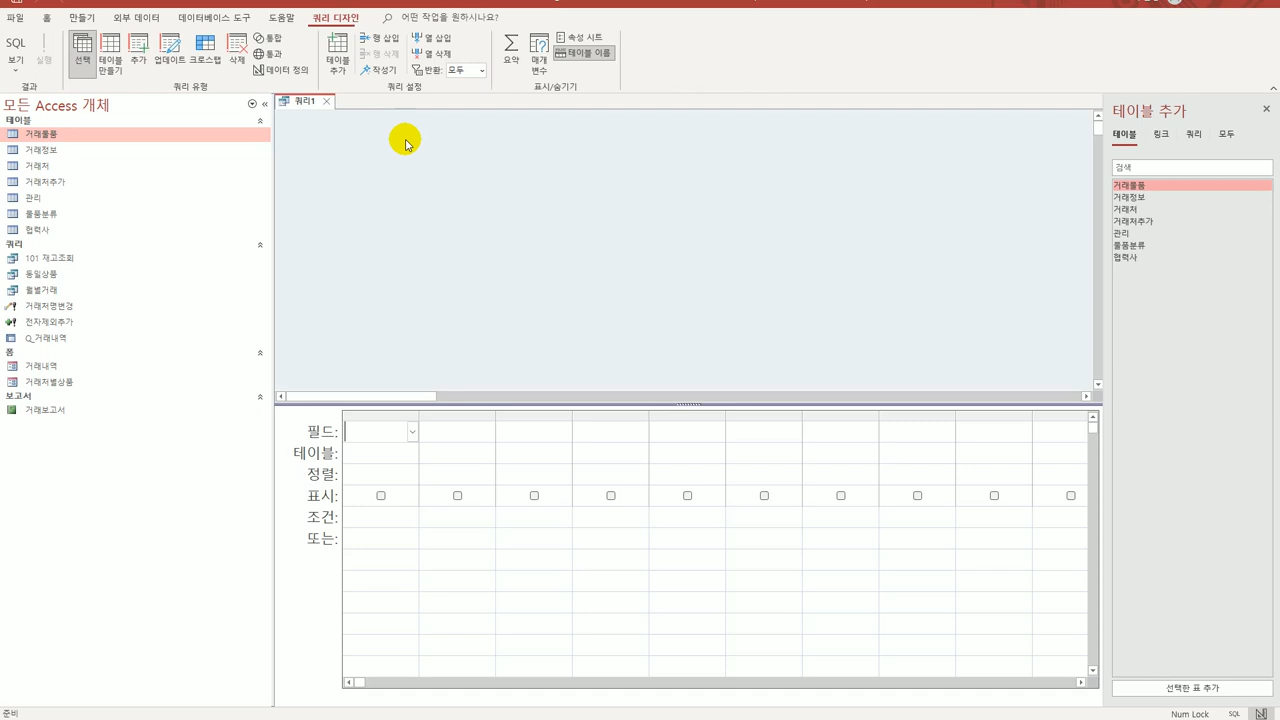 파일 홈 만들기 외부 데이터 데이터베이스 도구 도움말 쿼리 디자인 어떤 작업을 원하시나요?
SQL 보기
실행
결과
선택
테이블 만들기
추가
업데이트
크로스탭
삭제
통합
통과
데이터 정의
쿼리 유형
테이블 추가
행 삽입
행 삭제
작성기
열 삽입
열 삭제
반환: 모두
쿼리 설정
요약
매개 변수
속성 시트
테이블 이름
표시/숨기기
모든 Access 개체
테이블
거래물품
거래정보
거래처
거래처추가
관리
물품분류
협력사
쿼리
101 재고조회
동일상품
월별거래
거래처명변경
전자제외추가
Q_거래내역
폼
거래내역
거래처별상품
보고서
거래보고서
쿼리1
필드:
테이블:
정렬:
표시:
조건:
또는:
테이블 추가
테이블 링크 쿼리 모두
검색
거래물품
거래정보
거래처
거래처추가
관리
물품분류
협력사
선택한 표 추가
준비
Num Lock SQL